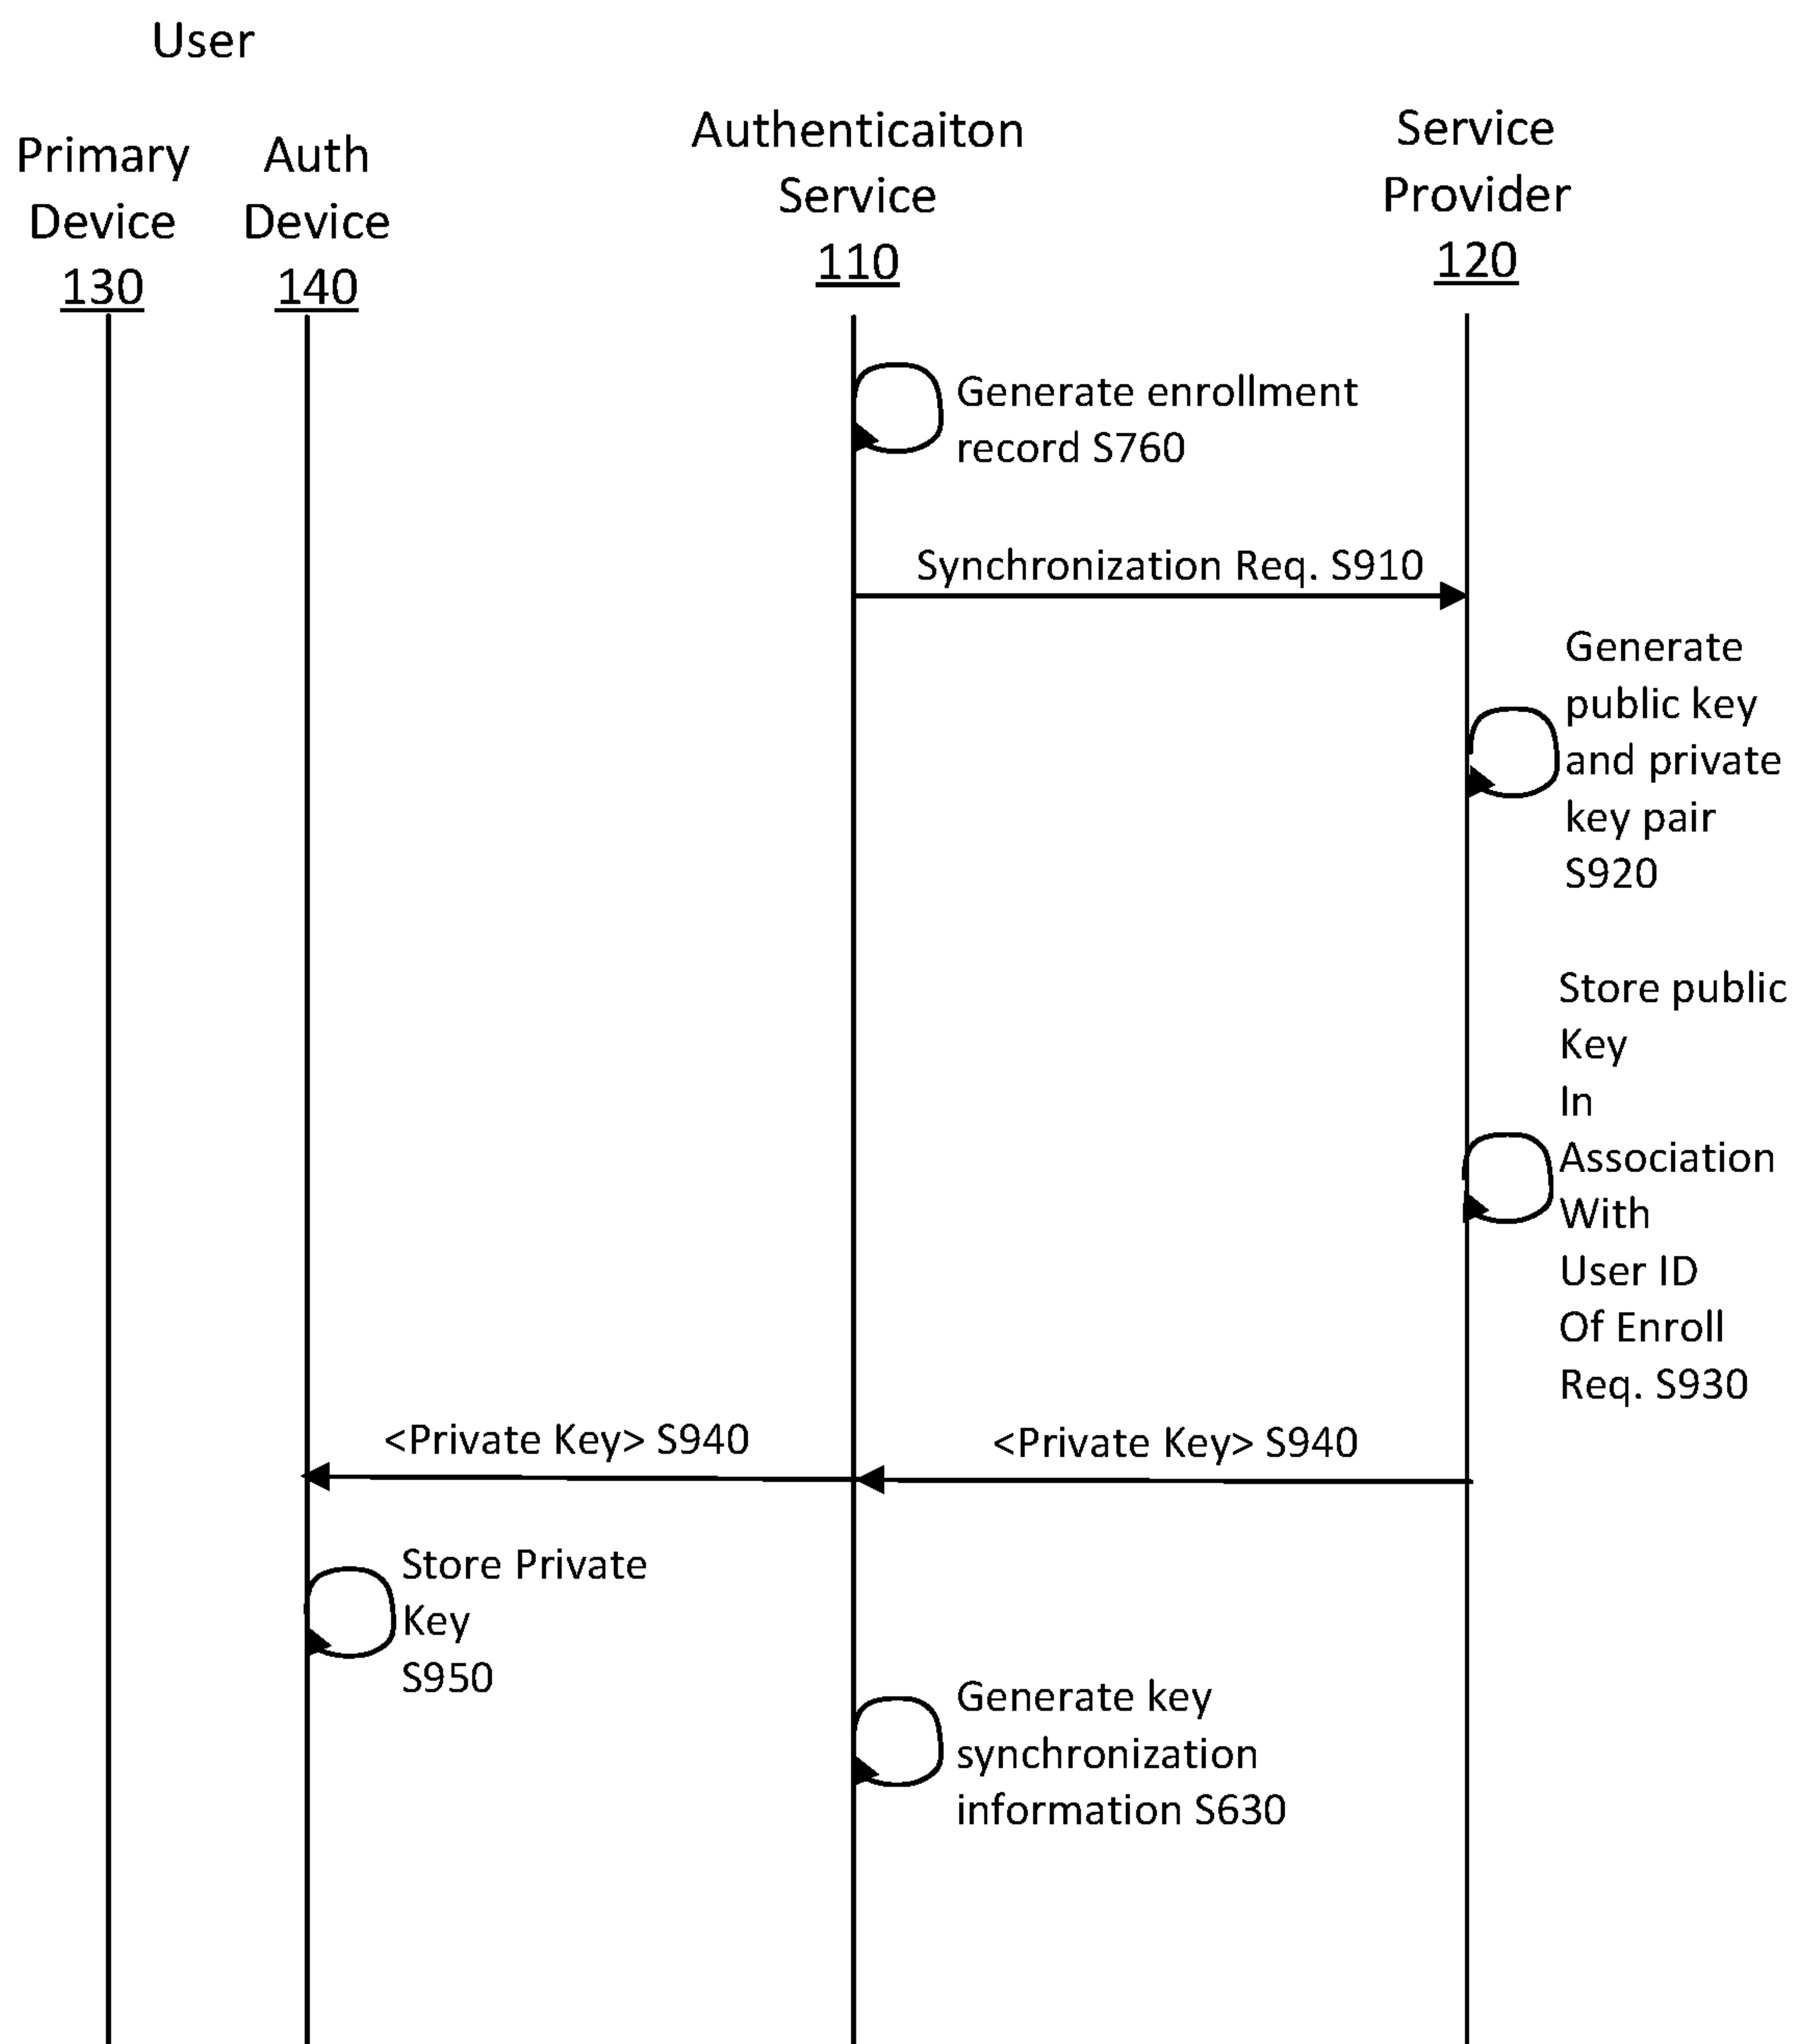 User
Primary
Device
130
Auth
Device
140
Authenticaiton
Service
110
Service
Provider
120
Generate enrollment
record S760
Synchronization Req. S910
Generate
public key
and private
key pair
S920
Store public
Key
In
Association
With
User ID
Of Enroll
Req. S930
<Private Key> S940
<Private Key> S940
Store Private
Key
S950
Generate key
synchronization
information S630